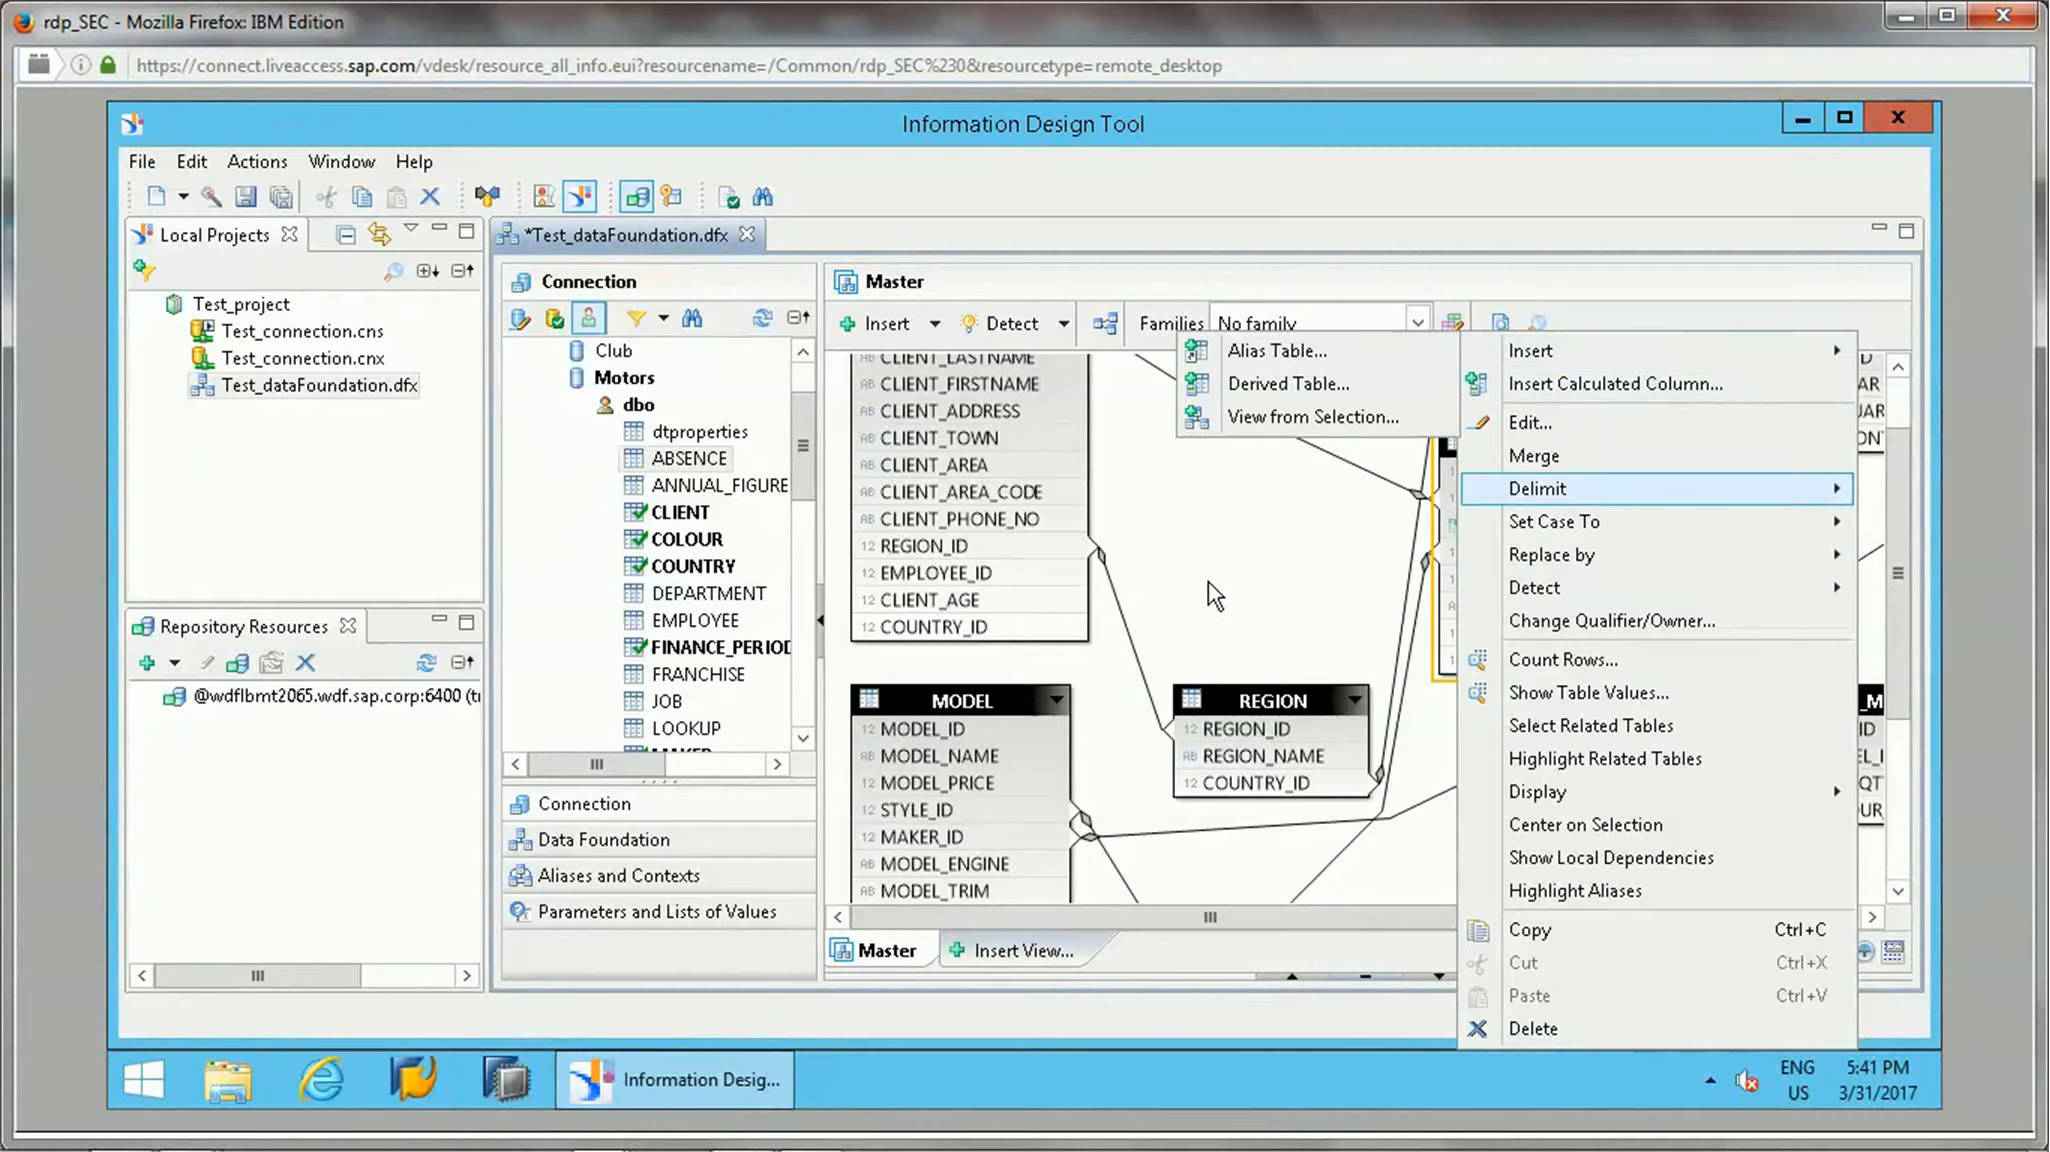 rdp_SEC - Mozilla Firefox: IBM Edition
https://connect.liveaccess.sap.com/vdesk/resource_all_info.eui?resourcename=/Common/rdp_SEC%230&resourcetype=remote_desktop
Information Design Tool
File Edit Actions Window Help
Local Projects
Test_project
Test_connection.cns
Test_connection.cnx
Test_dataFoundation.dfx
Repository Resources
@wdflbmt2065.wdf.sap.corp:6400 (tr
*Test_dataFoundation.dfx
Connection
Club
Motors
dbo
dtproperties
ABSENCE
ANNUAL_FIGURE
CLIENT
COLOUR
COUNTRY
DEPARTMENT
EMPLOYEE
FINANCE_PERIOD
FRANCHISE
JOB
LOOKUP
MAKER
Connection
Data Foundation
Aliases and Contexts
Parameters and Lists of Values
Master
Insert Detect Families No family
CLIENT_LASTNAME
CLIENT_FIRSTNAME
CLIENT_ADDRESS
CLIENT_TOWN
CLIENT_AREA
CLIENT_AREA_CODE
CLIENT_PHONE_NO
REGION_ID
EMPLOYEE_ID
CLIENT_AGE
COUNTRY_ID
MODEL
MODEL_ID
MODEL_NAME
MODEL_PRICE
STYLE_ID
MAKER_ID
MODEL_ENGINE
MODEL_TRIM
REGION
REGION_ID
REGION_NAME
COUNTRY_ID
Alias Table...
Derived Table...
View from Selection...
Insert
Insert Calculated Column...
Edit...
Merge
Delimit
Set Case To
Replace by
Detect
Change Qualifier/Owner...
Count Rows...
Show Table Values...
Select Related Tables
Highlight Related Tables
Display
Center on Selection
Show Local Dependencies
Highlight Aliases
Copy Ctrl+C
Cut Ctrl+X
Paste Ctrl+V
Delete
Master Insert View...
Information Desig...
ENG
US
5:41 PM
3/31/2017